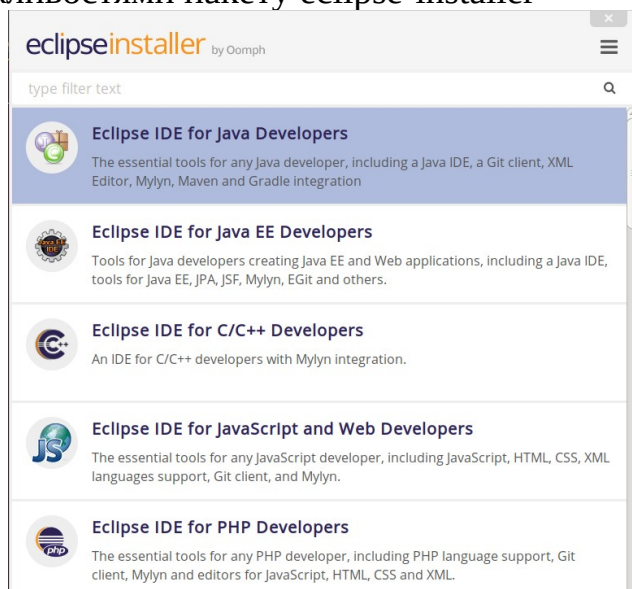 пакету eclipse-installer
eclipseinstaller by Oomph
type filter text
Eclipse IDE for Java Developers
The essential tools for any Java developer, including a Java IDE, a Git client, XML
Editor, Mylyn, Maven and Gradle integration
Eclipse IDE for Java EE Developers
Tools for Java developers creating Java EE and Web applications, including a Java IDE,
tools for Java EE, JPA, JSF, Mylyn, EGit and others.
Eclipse IDE for C/C++ Developers
An IDE for C/C++ developers with Mylyn integration.
Eclipse IDE for JavaScript and Web Developers
The essential tools for any JavaScript developer, including JavaScript, HTML, CSS, XML
languages support, Git client, and Mylyn.
Eclipse IDE for PHP Developers
The essential tools for any PHP developer, including PHP language support, Git
client, Mylyn and editors for JavaScript, HTML, CSS and XML.